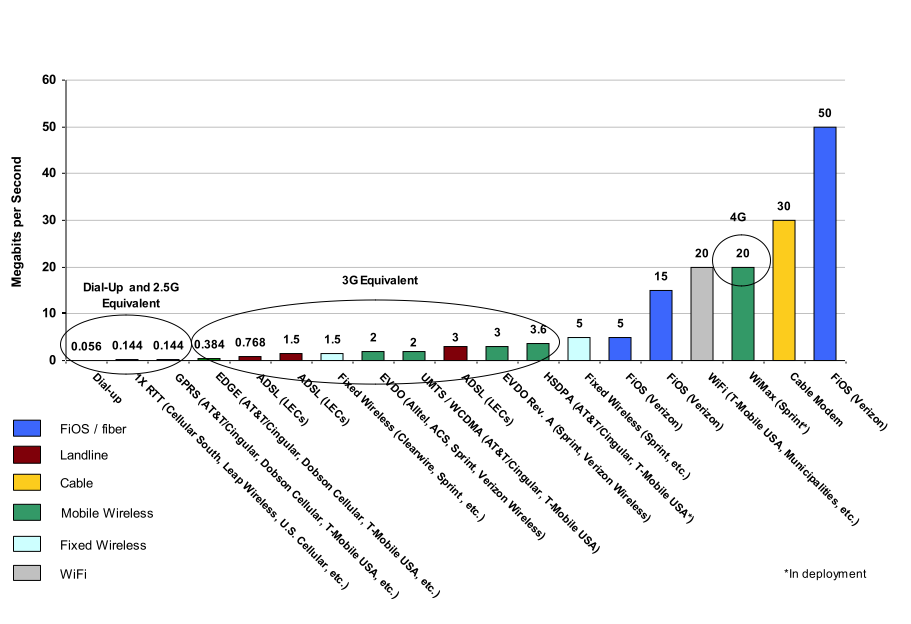 60
50
40
30
20
10
0
Megabits per Second
Dial-Up and 2.5G
Equivalent
3G Equivalent
4G
0.056
0.144
0.144
0.384
0.768
1.5
1.5
2
2
3
3
3.6
5
5
15
20
20
30
50
Dial-up
1X RTT (Cellular South, Leap Wireless, U.S. Cellular, etc.)
GPRS (AT&T/Cingular, Dobson Cellular, T-Mobile USA, etc.)
EDGE (AT&T/Cingular, Dobson Cellular, T-Mobile USA, etc.)
ADSL (LECs)
ADSL (LECs)
Fixed Wireless (Clearwire, Sprint, etc.)
EVDO (Alltel, ACS, Sprint, Verizon Wireless)
UMTS / WCDMA (AT&T/Cingular, T-Mobile USA)
ADSL (LECs)
EVDO Rev. A (Sprint, Verizon Wireless)
HSDPA (AT&T/Cingular, T-Mobile USA*)
Fixed Wireless (Sprint, etc.)
FiOS (Verizon)
FiOS (Verizon)
WiFi (T-Mobile USA, Municipalities, etc.)
WiMax (Sprint*)
Cable Modem
FiOS (Verizon)
FiOS / fiber
Landline
Cable
Mobile Wireless
Fixed Wireless
WiFi
*In deployment